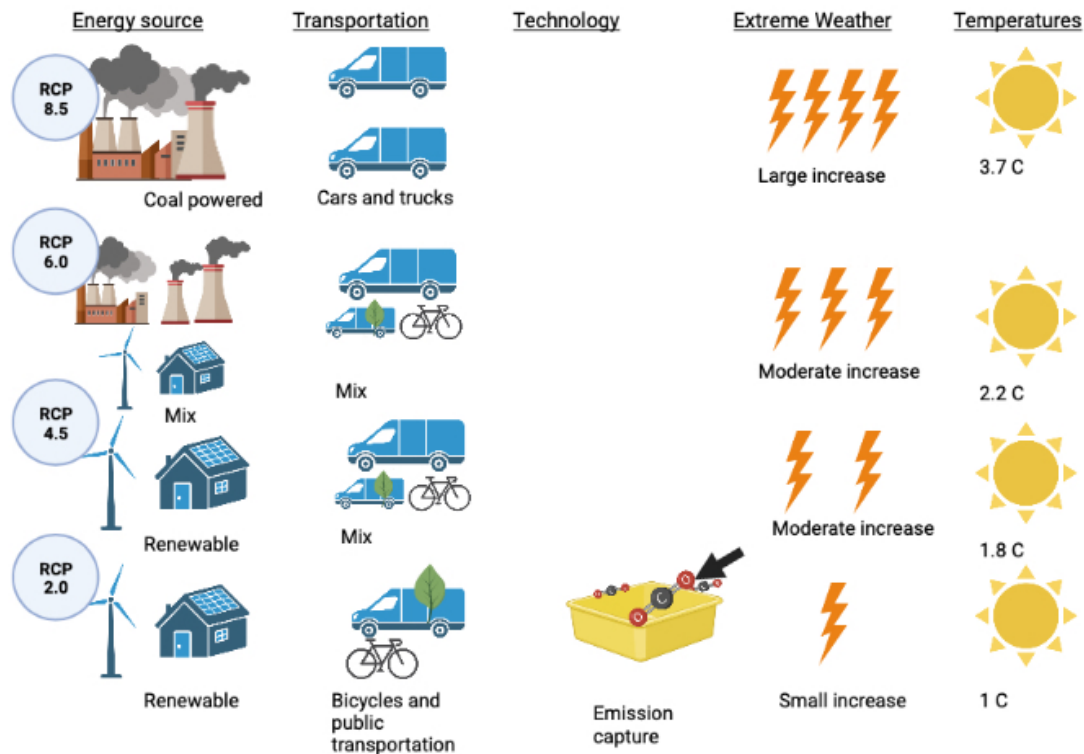 Energy source
Transportation
Technology
Extreme Weather
Temperatures
RCP
8.5
Coal powered
Cars and trucks
Large increase
3.7 C
RCP
6.0
Mix
Mix
Moderate increase
2.2 C
RCP
4.5
Renewable
Mix
Moderate increase
1.8 C
RCP
2.0
Renewable
Bicycles and
public
transportation
Emission
capture
Small increase
1 C
O
C
O